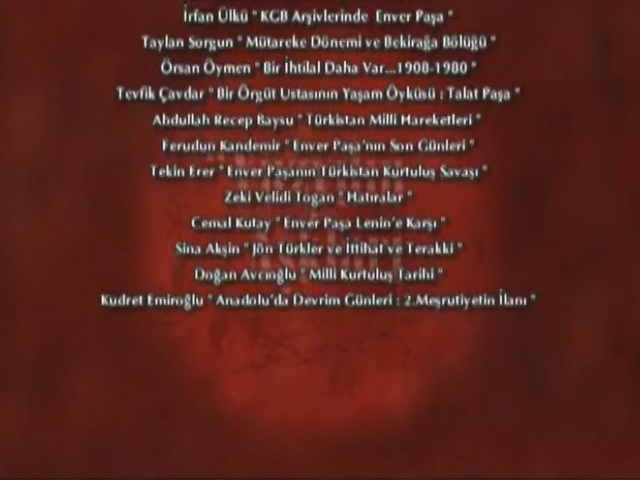 İrfan Ülkü " KGB Arşivlerinde Enver Paşa "
Taylan Sorgun " Mütareke Dönemi ve Bekirağa Bölüğü "
Örsan Öymen " Bir İhtilal Daha Var...1908-1980 "
Tevfik Çavdar " Bir Örgüt Ustasının Yaşam Öyküsü : Talat Paşa "
Abdullah Recep Baysu " Türkistan Milli Hareketleri "
Ferudun Kandemir " Enver Paşa'nın Son Günleri "
Tekin Erer " Enver Paşanın Türkistan Kurtuluş Savaşı "
Zeki Velidi Togan " Hatıralar "
Cemal Kutay " Enver Paşa Lenin'e Karşı "
Sina Akşin " Jön Türkler ve İttihat ve Terakki "
Doğan Avcıoğlu " Milli Kurtuluş Tarihi "
Kudret Emiroğlu " Anadolu'da Devrim Günleri : 2.Meşrutiyetin İlanı "